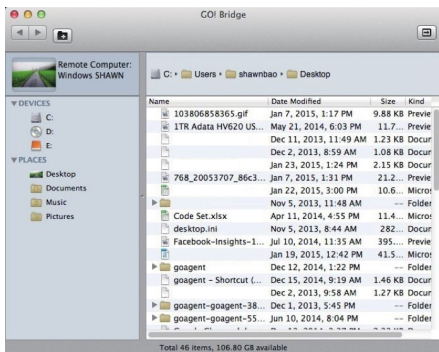 GO! Bridge
Remote Computer:
Windows SHAWN
C: Users shawnbao Desktop
DEVICES
C:
D:
E:
PLACES
Desktop
Documents
Music
Pictures
Name Date Modified Size Kind
103806858365.gif Jan 7, 2015, 1:17 PM 9.88 KB Previe
1TR Adata HV620 US... May 21, 2014, 6:03 PM 11.7... Previe
Dec 11, 2013, 11:49 AM 1.23 KB Docur
Dec 2, 2013, 8:59 AM 1.08 KB Docur
Jan 23, 2015, 1:24 PM 2.15 KB Docur
768_20053707_86c3... Jan 7, 2015, 1:31 PM 21.2... Previe
Jan 22, 2015, 3:00 PM 10.6... Micros
Nov 5, 2013, 11:48 AM -- Folder
Code Set.xlsx Apr 11, 2014, 4:55 PM 11.4... Micros
desktop.ini Nov 5, 2013, 8:44 AM 282... Docur
Facebook-Insights-1... Jul 10, 2014, 11:35 AM 395.... Previe
Jan 19, 2015, 12:42 PM 41.5... Micros
goagent Dec 12, 2014, 1:22 PM -- Folder
goagent - Shortcut (... Dec 15, 2014, 9:19 AM 1.46 KB Docur
Dec 2, 2013, 9:58 AM 1.27 KB Docur
goagent-goagent-38... Dec 1, 2013, 5:45 PM -- Folder
goagent-goagent-55... Jun 10, 2014, 8:04 PM -- Folder
Total 46 items, 106.80 GB available